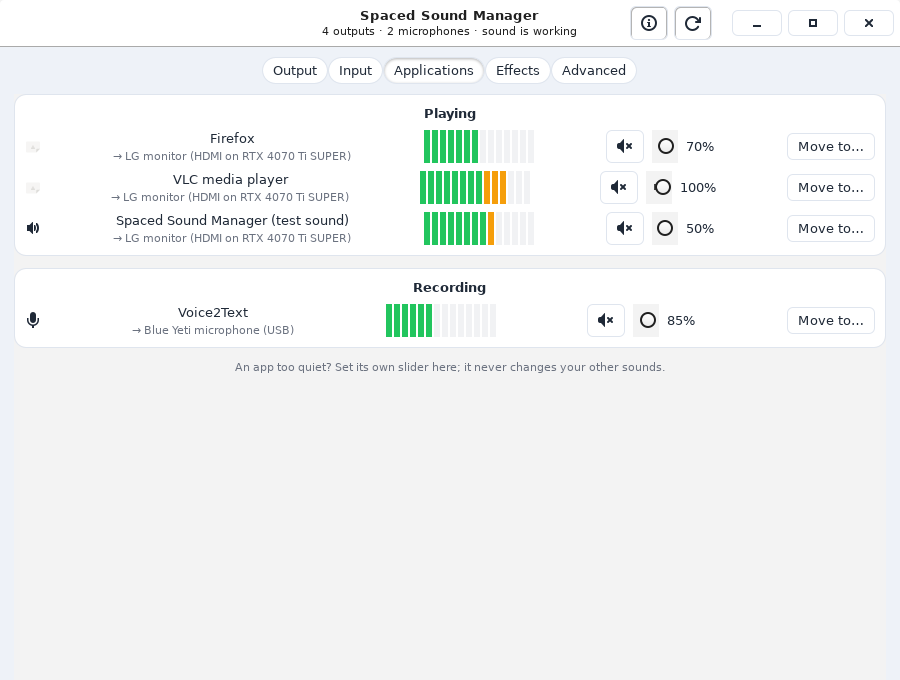 Spaced Sound Manager
4 outputs · 2 microphones · sound is working
Output
Input
Applications
Effects
Advanced
Playing
Firefox
→ LG monitor (HDMI on RTX 4070 Ti SUPER)
70%
Move to...
VLC media player
→ LG monitor (HDMI on RTX 4070 Ti SUPER)
100%
Move to...
Spaced Sound Manager (test sound)
→ LG monitor (HDMI on RTX 4070 Ti SUPER)
50%
Move to...
Recording
Voice2Text
→ Blue Yeti microphone (USB)
85%
Move to...
An app too quiet? Set its own slider here; it never changes your other sounds.